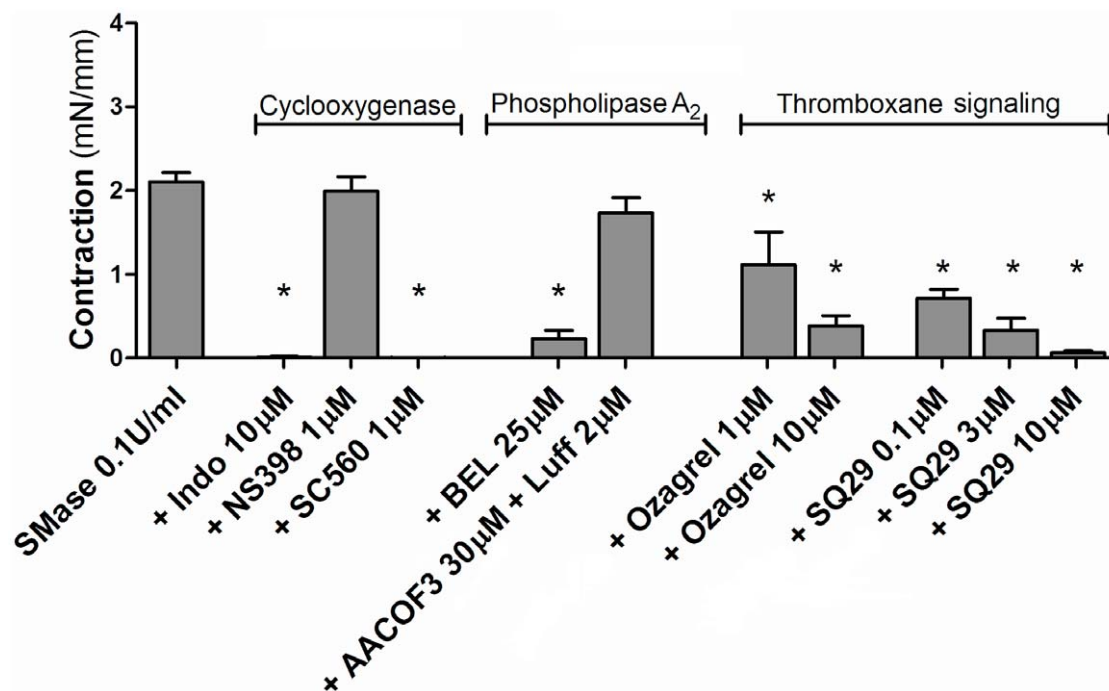 Contraction (mN/mm)
4
3
2
1
0
Cyclooxygenase
Phospholipase A2
Thromboxane signaling
*
*
*
*
*
*
*
*
SMase 0.1U/ml
+ Indo 10μM
+ NS398 1μM
+ SC560 1μM
+ BEL 25μM
+ AACOF3 30μM + Luff 2μM
+ Ozagrel 1μM
+ Ozagrel 10μM
+ SQ29 0.1μM
+ SQ29 3μM
+ SQ29 10μM